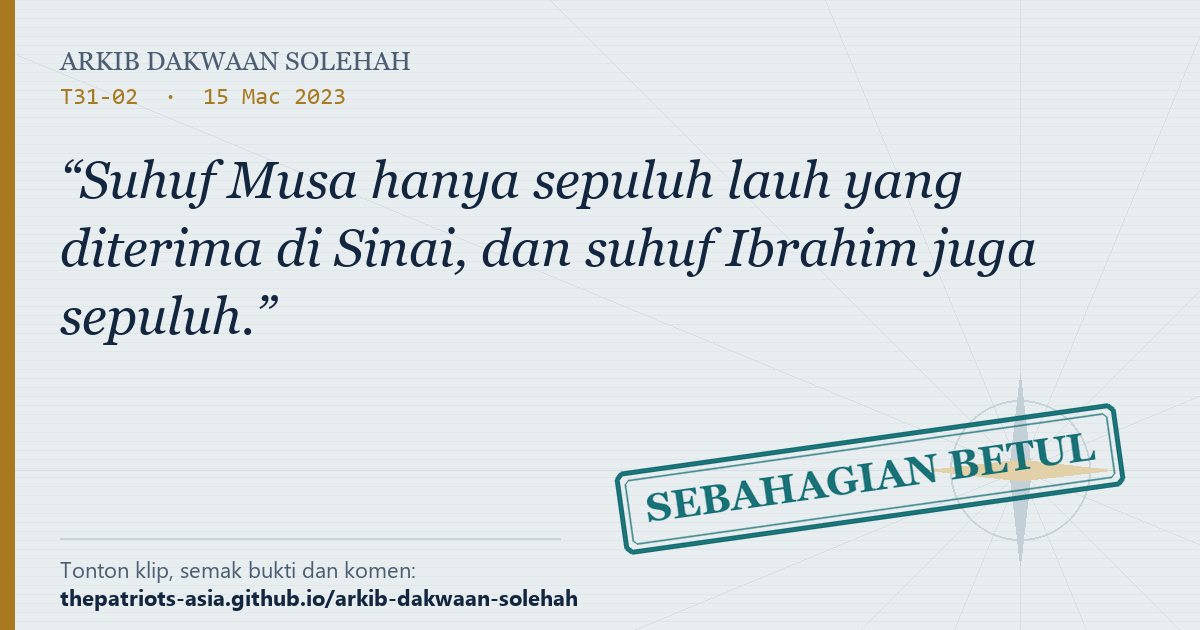 ARKIB DAKWAAN SOLEHAH
T31-02 · 15 Mac 2023
“Suhuf Musa hanya sepuluh lauh yang
diterima di Sinai, dan suhuf Ibrahim juga
sepuluh.”
SEBAHAGIAN BETUL
Tonton klip, semak bukti dan komen:
thepatriots-asia.github.io/arkib-dakwaan-solehah